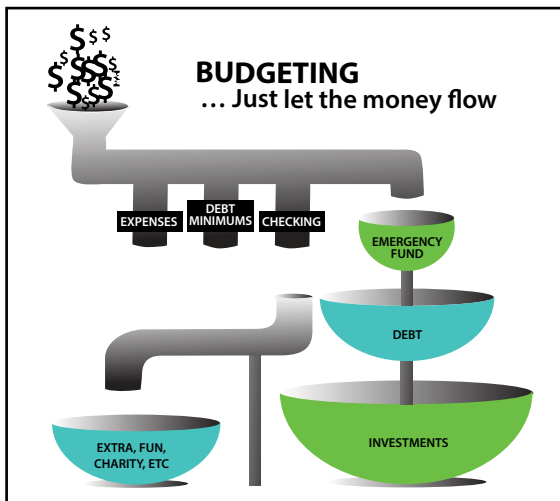 $ $ $
BUDGETING
... Just let the money flow
EXPENSES
DEBT
MINIMUMS
CHECKING
EMERGENCY
FUND
DEBT
EXTRA, FUN,
CHARITY, ETC
INVESTMENTS